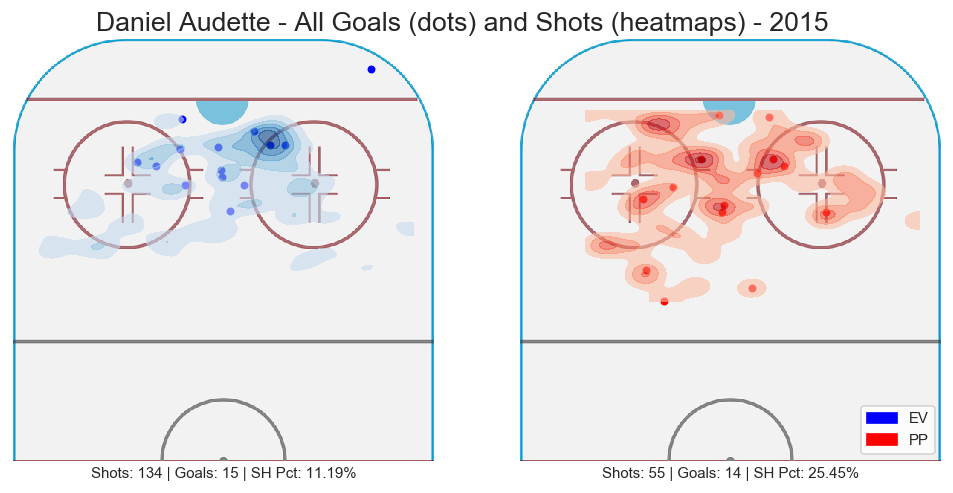 Daniel Audette - All Goals (dots) and Shots (heatmaps) - 2015
EV
PP
Shots: 134 | Goals: 15 | SH Pct: 11.19%
Shots: 55 | Goals: 14 | SH Pct: 25.45%